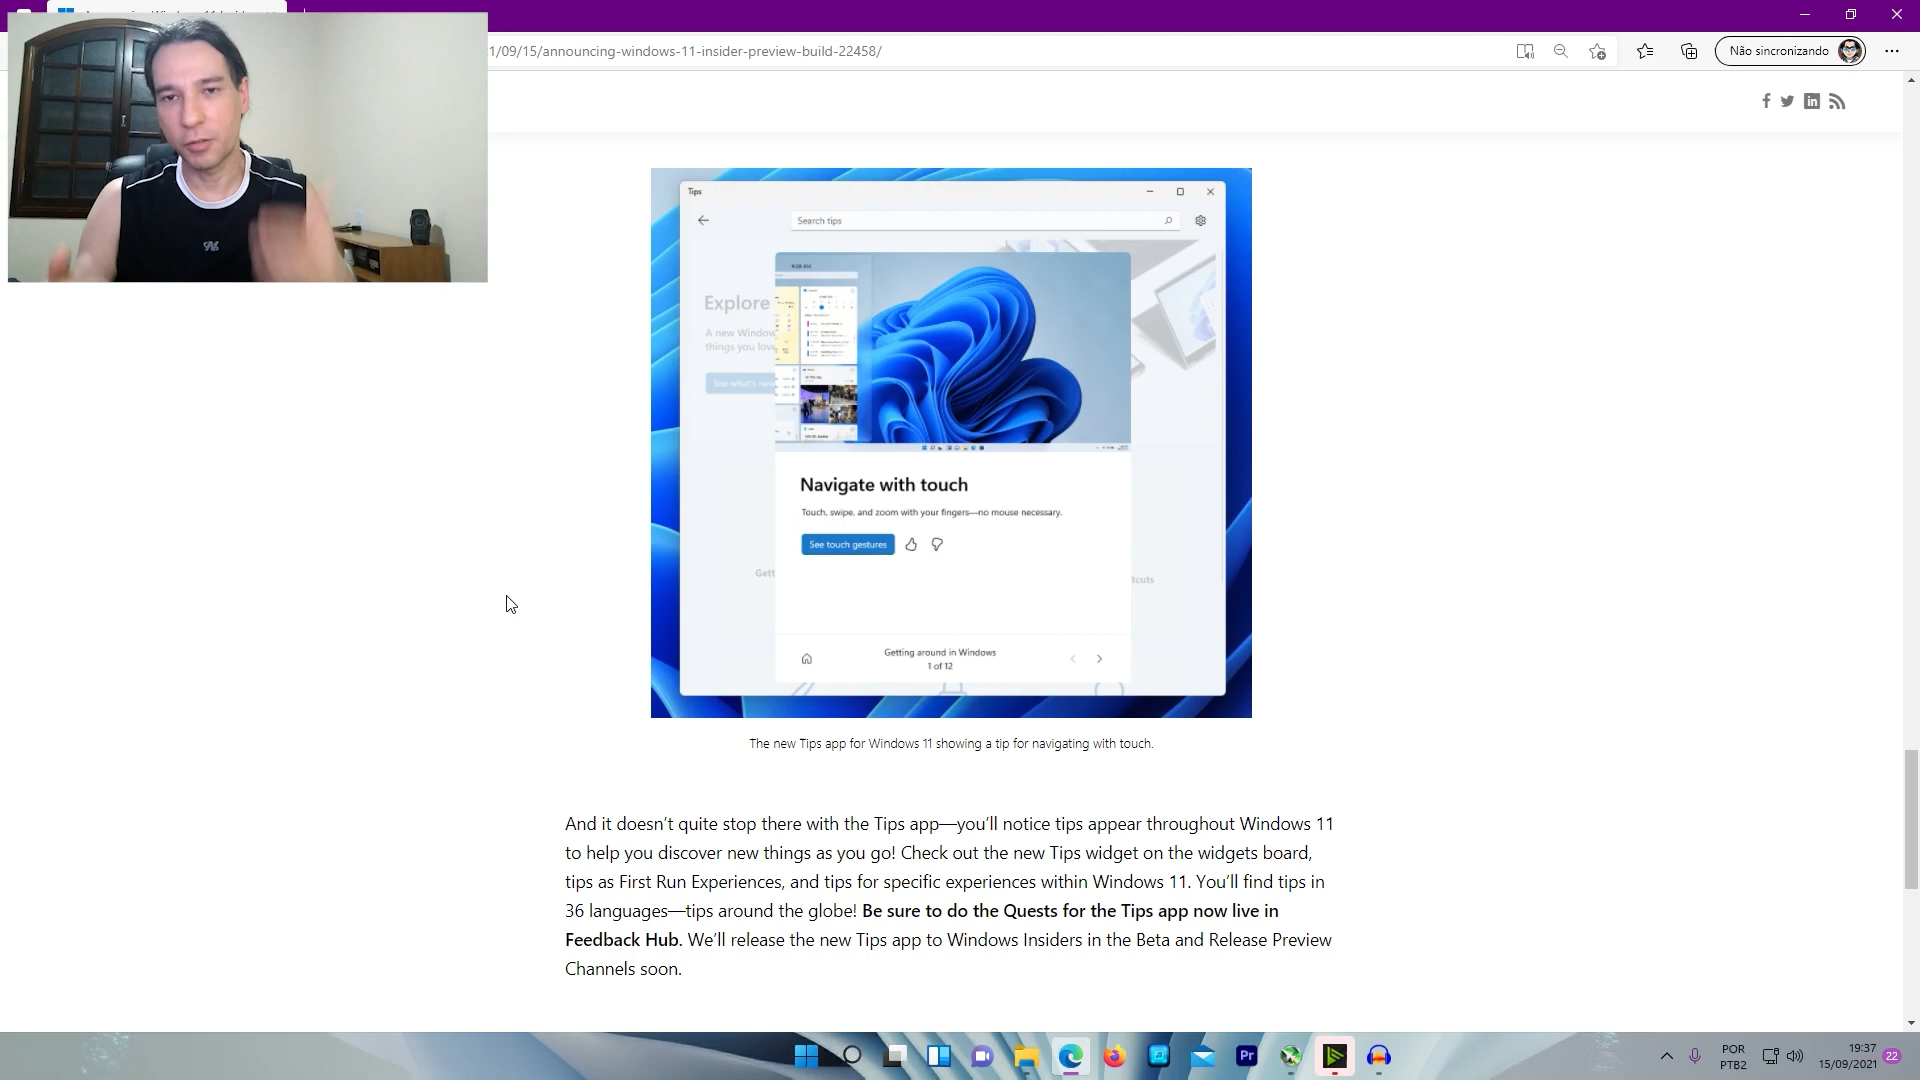 1/09/15/announcing-windows-11-insider-preview-build-22458/
Não sincronizando
Tips
Search tips
Explore
A new Window
things you love
See what's new
Navigate with touch
Touch, swipe, and zoom with your fingers—no mouse necessary.
See touch gestures
Gett
tcuts
Getting around in Windows
1 of 12
The new Tips app for Windows 11 showing a tip for navigating with touch.
And it doesn't quite stop there with the Tips app—you'll notice tips appear throughout Windows 11
to help you discover new things as you go! Check out the new Tips widget on the widgets board,
tips as First Run Experiences, and tips for specific experiences within Windows 11. You'll find tips in
36 languages—tips around the globe! Be sure to do the Quests for the Tips app now live in
Feedback Hub. We'll release the new Tips app to Windows Insiders in the Beta and Release Preview
Channels soon.
Pr
POR
PTB2
19:37
15/09/2021
22